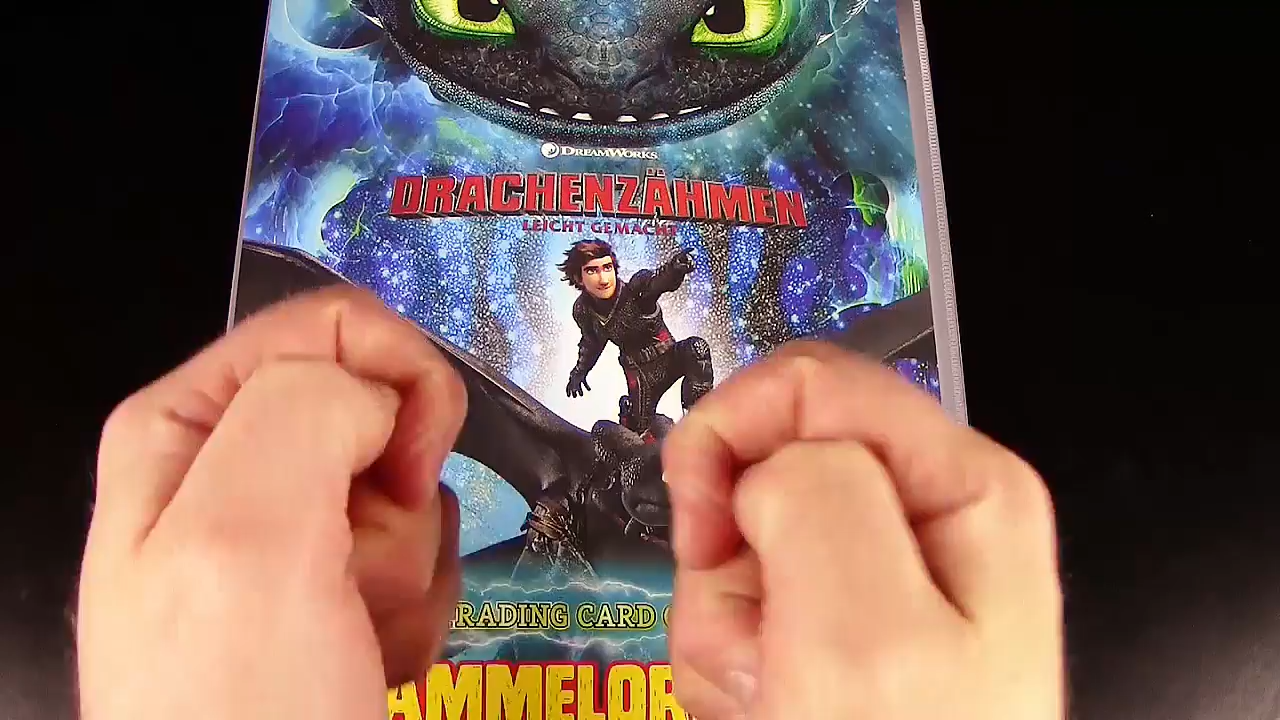 DREAMWORKS
DRACHENZÄHMEN
LEICHT GEMACHT
RADING CARD
AMMELOR